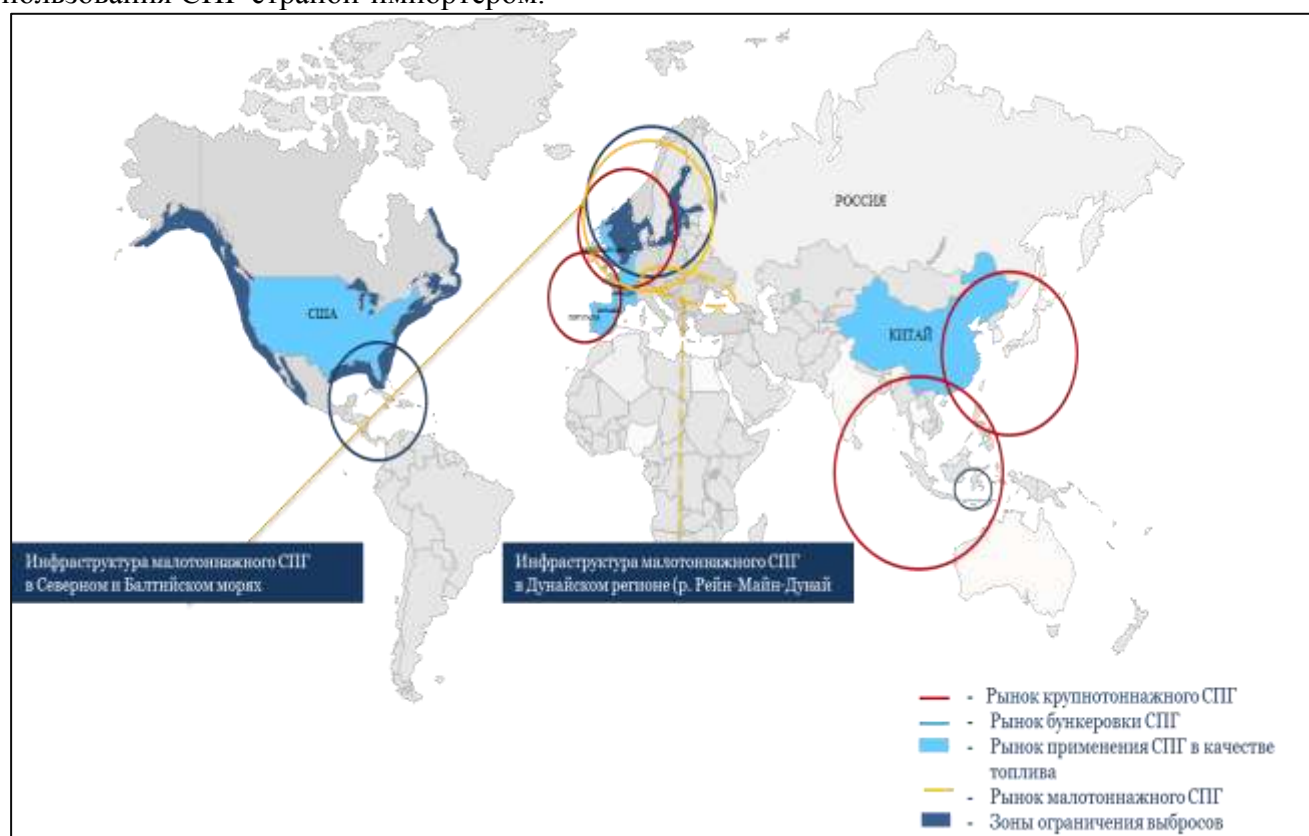 пользования СПГ страной-импортером.
РОССИЯ
США
КИТАЙ
Инфраструктура малотоннажного СПГ
в Северном и Балтийском морях
Инфраструктура малотоннажного СПГ
в Дунайском регионе (р. Рейн-Майн-Дунай
- Рынок крупнотоннажного СПГ
- Рынок бункеровки СПГ
- Рынок применения СПГ в качестве
топлива
- Рынок малотоннажного СПГ
- Зоны ограничения выбросов